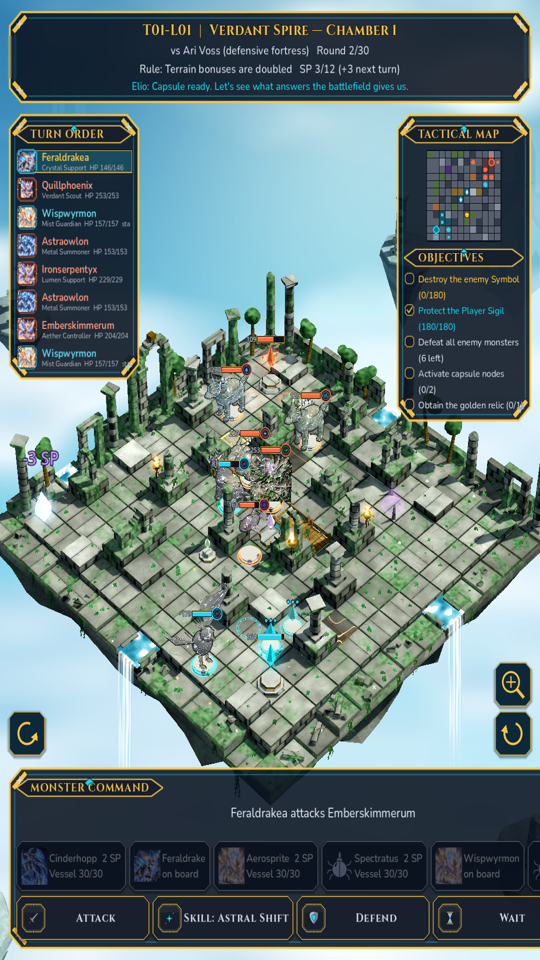 T01-L01 | Verdant Spire — Chamber 1
vs Ari Voss (defensive fortress) Round 2/30
Rule: Terrain bonuses are doubled SP 3/12 (+3 next turn)
Elio: Capsule ready. Let's see what answers the battlefield gives us.
Turn Order
Feraldrakea
Crystal Support HP 146/146
Quillphoenix
Verdant Scout HP 253/253
Wispwyrmon
Mist Guardian HP 157/157 sta
Astraowlon
Metal Summoner HP 153/153
Ironserpentyx
Lumen Support HP 229/229
Astraowlon
Metal Summoner HP 153/153
Emberskimmerum
Aether Controller HP 204/204
Wispwyrmon
Mist Guardian HP 157/157 sta
Tactical Map
Objectives
Destroy the enemy Symbol
(0/180)
Protect the Player Sigil
(180/180)
Defeat all enemy monsters
(6 left)
Activate capsule nodes
(0/2)
Obtain the golden relic (0/1)
-3 SP
Monster Command
Feraldrakea attacks Emberskimmerum
Cinderhopp 2 SP
Vessel 30/30
Feraldrake
on board
Aerosprite 2 SP
Vessel 30/30
Spectratus 2 SP
Vessel 30/30
Wispwyrmon
on board
Attack
Skill: Astral Shift
Defend
Wait